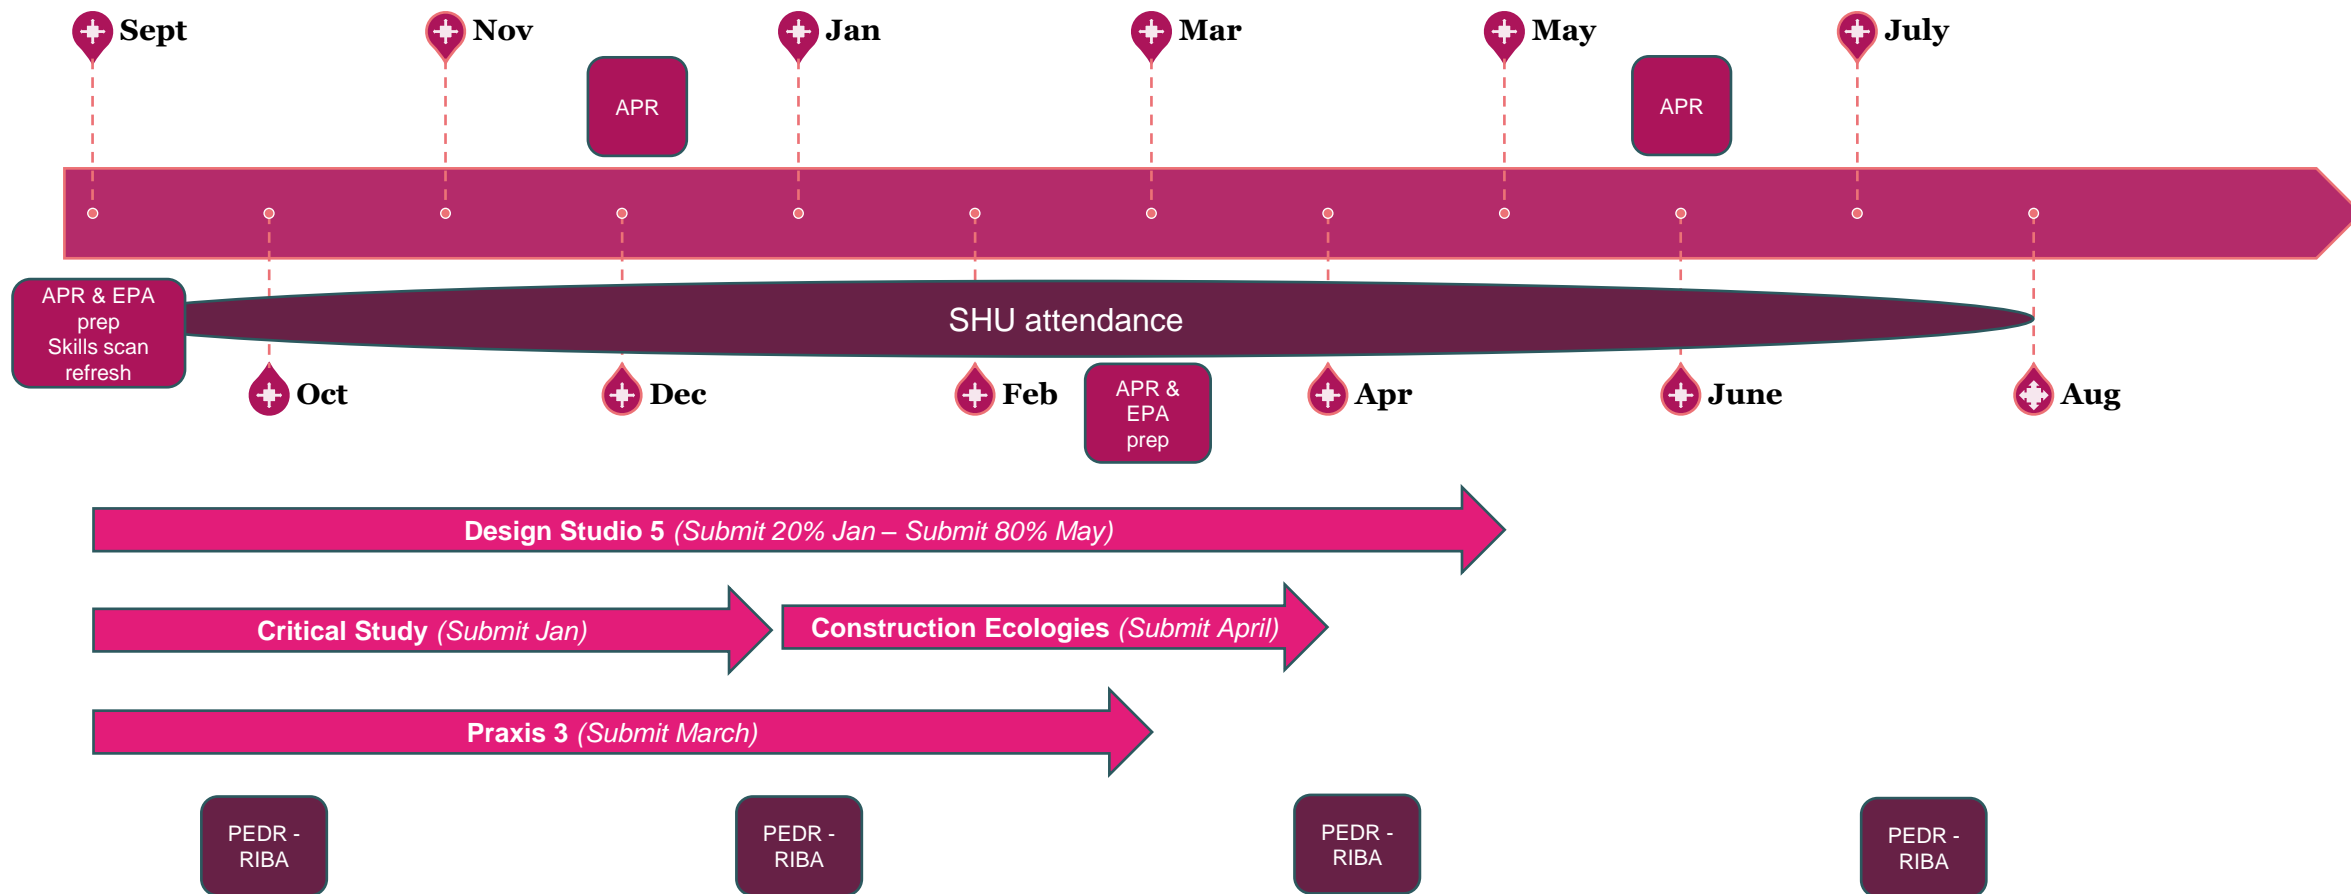 Sept
Nov
Jan
Mar
May
July
APR
APR
APR & EPA
prep
Skills scan
refresh
SHU attendance
Oct
Dec
Feb
APR &
EPA
prep
Apr
June
Aug
Design Studio 5 (Submit 20% Jan – Submit 80% May)
Critical Study (Submit Jan)
Construction Ecologies (Submit April)
Praxis 3 (Submit March)
PEDR -
RIBA
PEDR -
RIBA
PEDR -
RIBA
PEDR -
RIBA